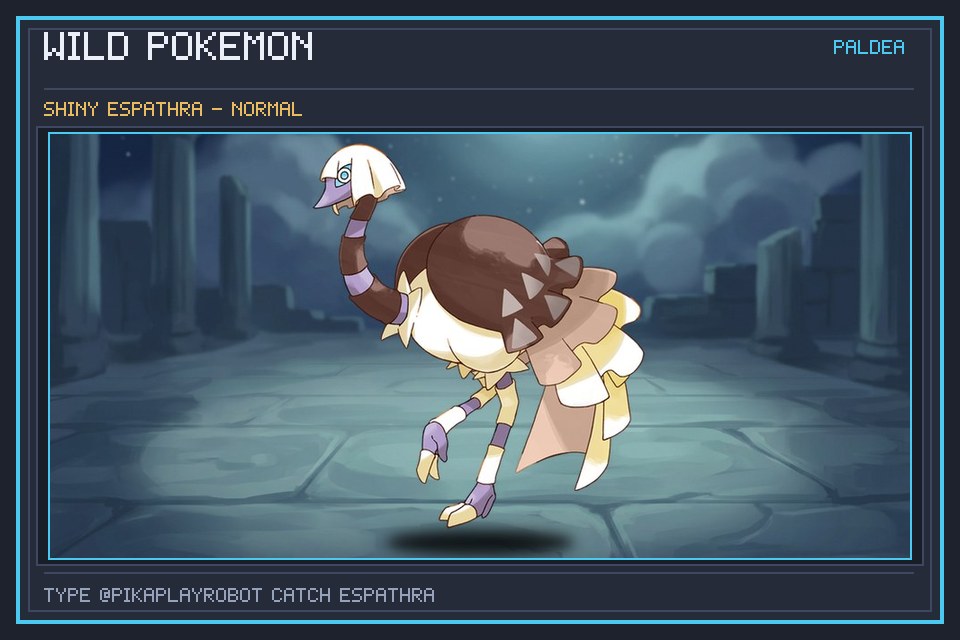 WILD POKEMON
PALDEA
SHINY ESPATHRA - NORMAL
TYPE @PIKAPLAYROBOT CATCH ESPATHRA